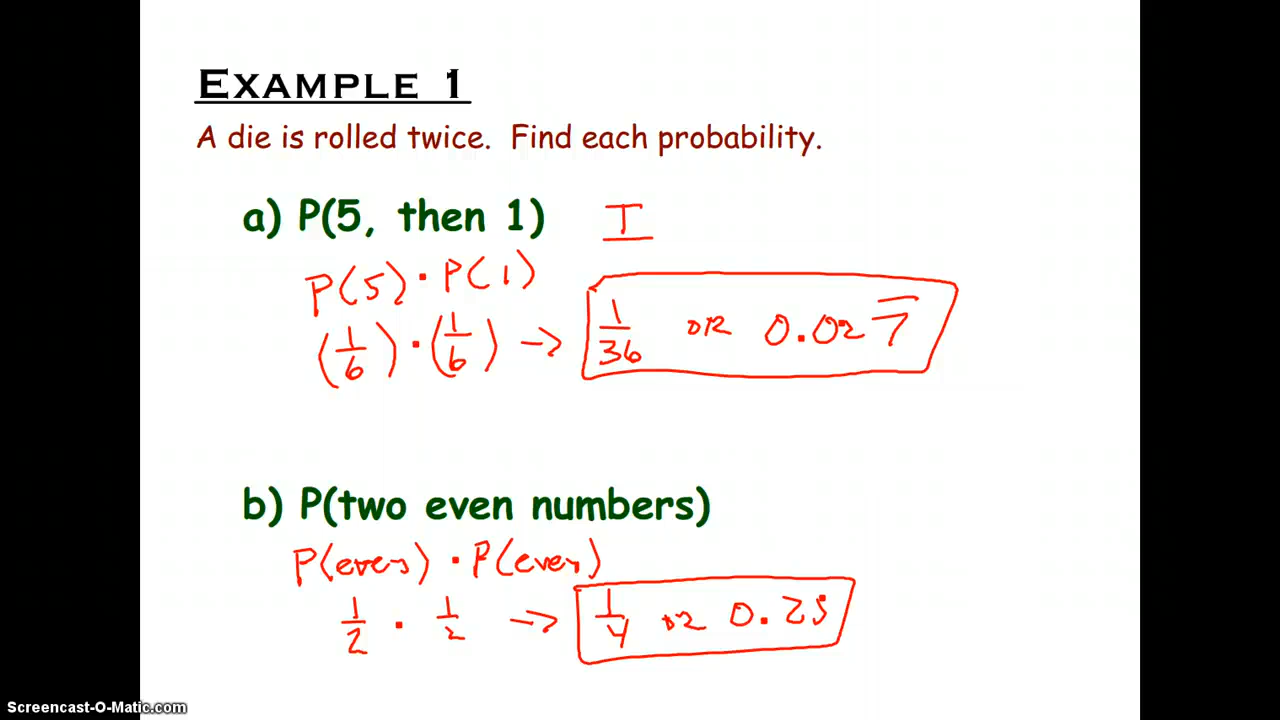 EXAMPLE 1
A die is rolled twice. Find each probability.
a) P(5, then 1) I
P(5) · P(1)
(1/6) · (1/6) → 1/36 OR 0.027̅
b) P(two even numbers)
P(even) · P(even)
1/2 · 1/2 → 1/4 or 0.25
Screencast-O-Matic.com